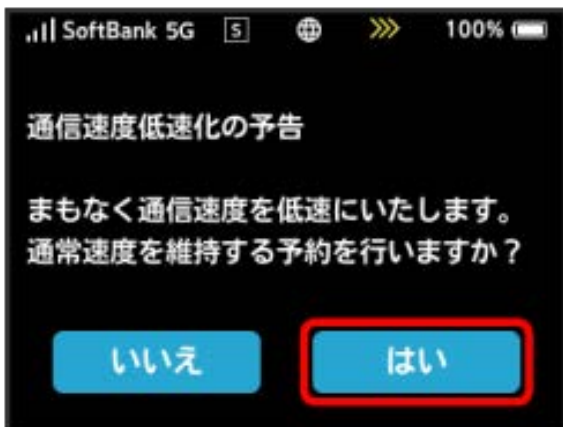 SoftBank 5G S 100%
通信速度低速化の予告
まもなく通信速度を低速にいたします。
通常速度を維持する予約を行いますか？
いいえ はい